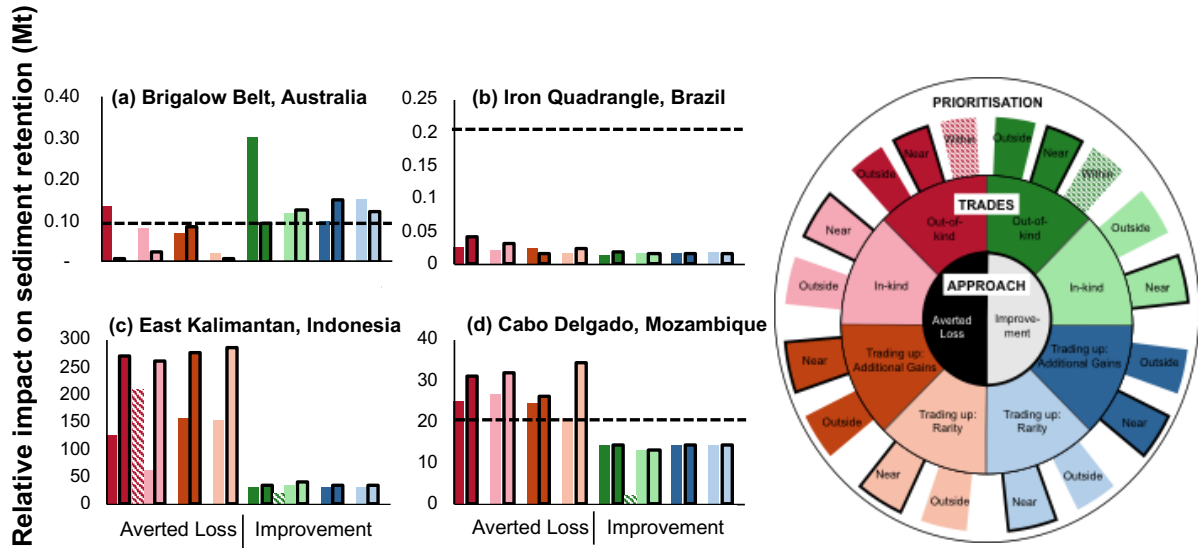 Relative impact on sediment retention (Mt)
(a) Brigalow Belt, Australia
0.40
0.30
0.20
0.10
-
(b) Iron Quadrangle, Brazil
0.25
0.2
0.15
0.1
0.05
0
(c) East Kalimantan, Indonesia
300
250
200
150
100
50
0
Averted Loss
Improvement
(d) Cabo Delgado, Mozambique
40
30
20
10
0
Averted Loss
Improvement
PRIORITISATION
Outside
Near
Within
Outside
Near
Within
Near
Outside
TRADES
Out-of-
kind
Out-of-
kind
Outside
Near
In-kind
In-kind
APPROACH
Averted
Loss
Improve-
ment
Near
Outside
Trading up:
Additional Gains
Trading up:
Additional Gains
Outside
Near
Trading up:
Rarity
Trading up:
Rarity
Near
Outside
Near
Outside